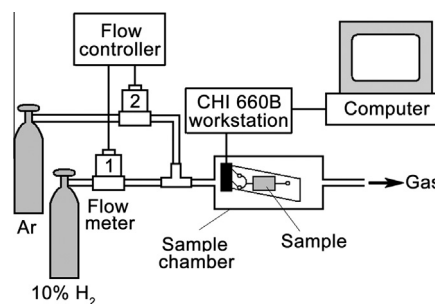 Flow
controller
2
CHI 660B
workstation
Computer
1
Flow
meter
Gas
Ar
Sample
chamber
Sample
10% H₂